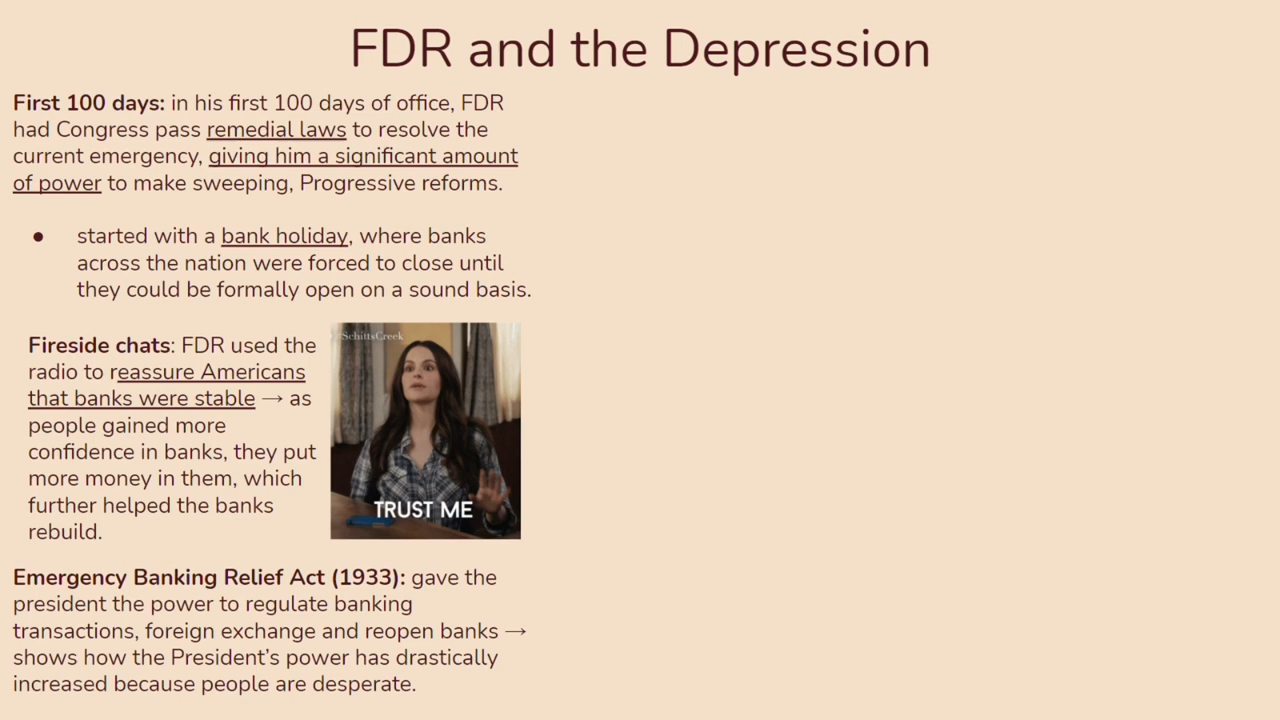 FDR and the Depression
First 100 days: in his first 100 days of office, FDR
had Congress pass remedial laws to resolve the
current emergency, giving him a significant amount
of power to make sweeping, Progressive reforms.
● started with a bank holiday, where banks
across the nation were forced to close until
they could be formally open on a sound basis.
Fireside chats: FDR used the
radio to reassure Americans
that banks were stable → as
people gained more
confidence in banks, they put
more money in them, which
further helped the banks
rebuild.
SchittsCreek
TRUST ME
Emergency Banking Relief Act (1933): gave the
president the power to regulate banking
transactions, foreign exchange and reopen banks →
shows how the President's power has drastically
increased because people are desperate.